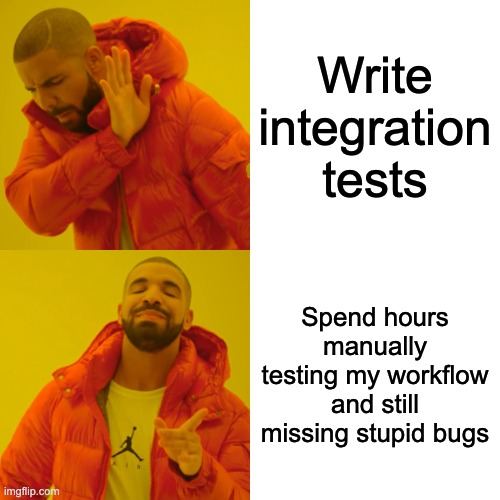 Write
integration
tests
Spend hours
manually
testing my workflow
and still
missing stupid bugs
imgflip.com